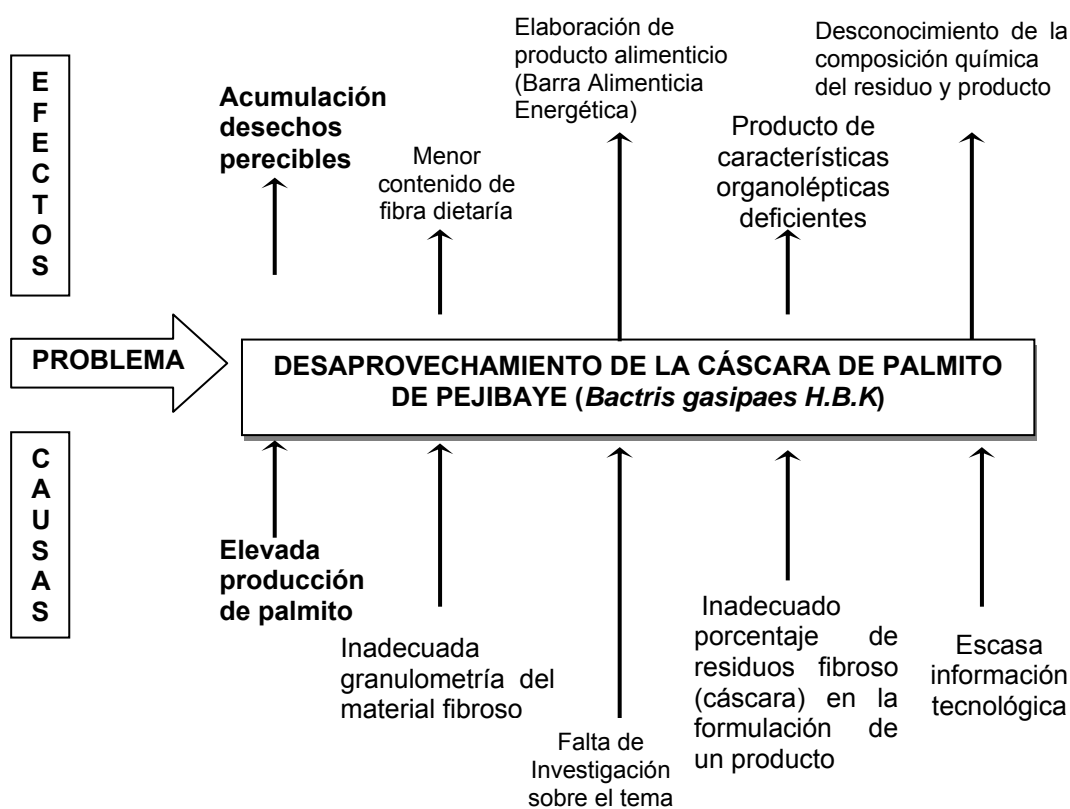 EFECTOS
Acumulación
desechos
perecibles
Menor
contenido de
fibra dietaría
Elaboración de
producto alimenticio
(Barra Alimenticia
Energética)
Producto de
características
organolépticas
deficientes
Desconocimiento de la
composición química
del residuo y producto
PROBLEMA
DESAPROVECHAMIENTO DE LA CÁSCARA DE PALMITO
DE PEJIBAYE (Bactris gasipaes H.B.K)
CAUSAS
Elevada
producción
de palmito
Inadecuada
granulometría del
material fibroso
Falta de
Investigación
sobre el tema
Inadecuado
porcentaje de
residuos fibroso
(cáscara) en la
formulación de
un producto
Escasa
información
tecnológica